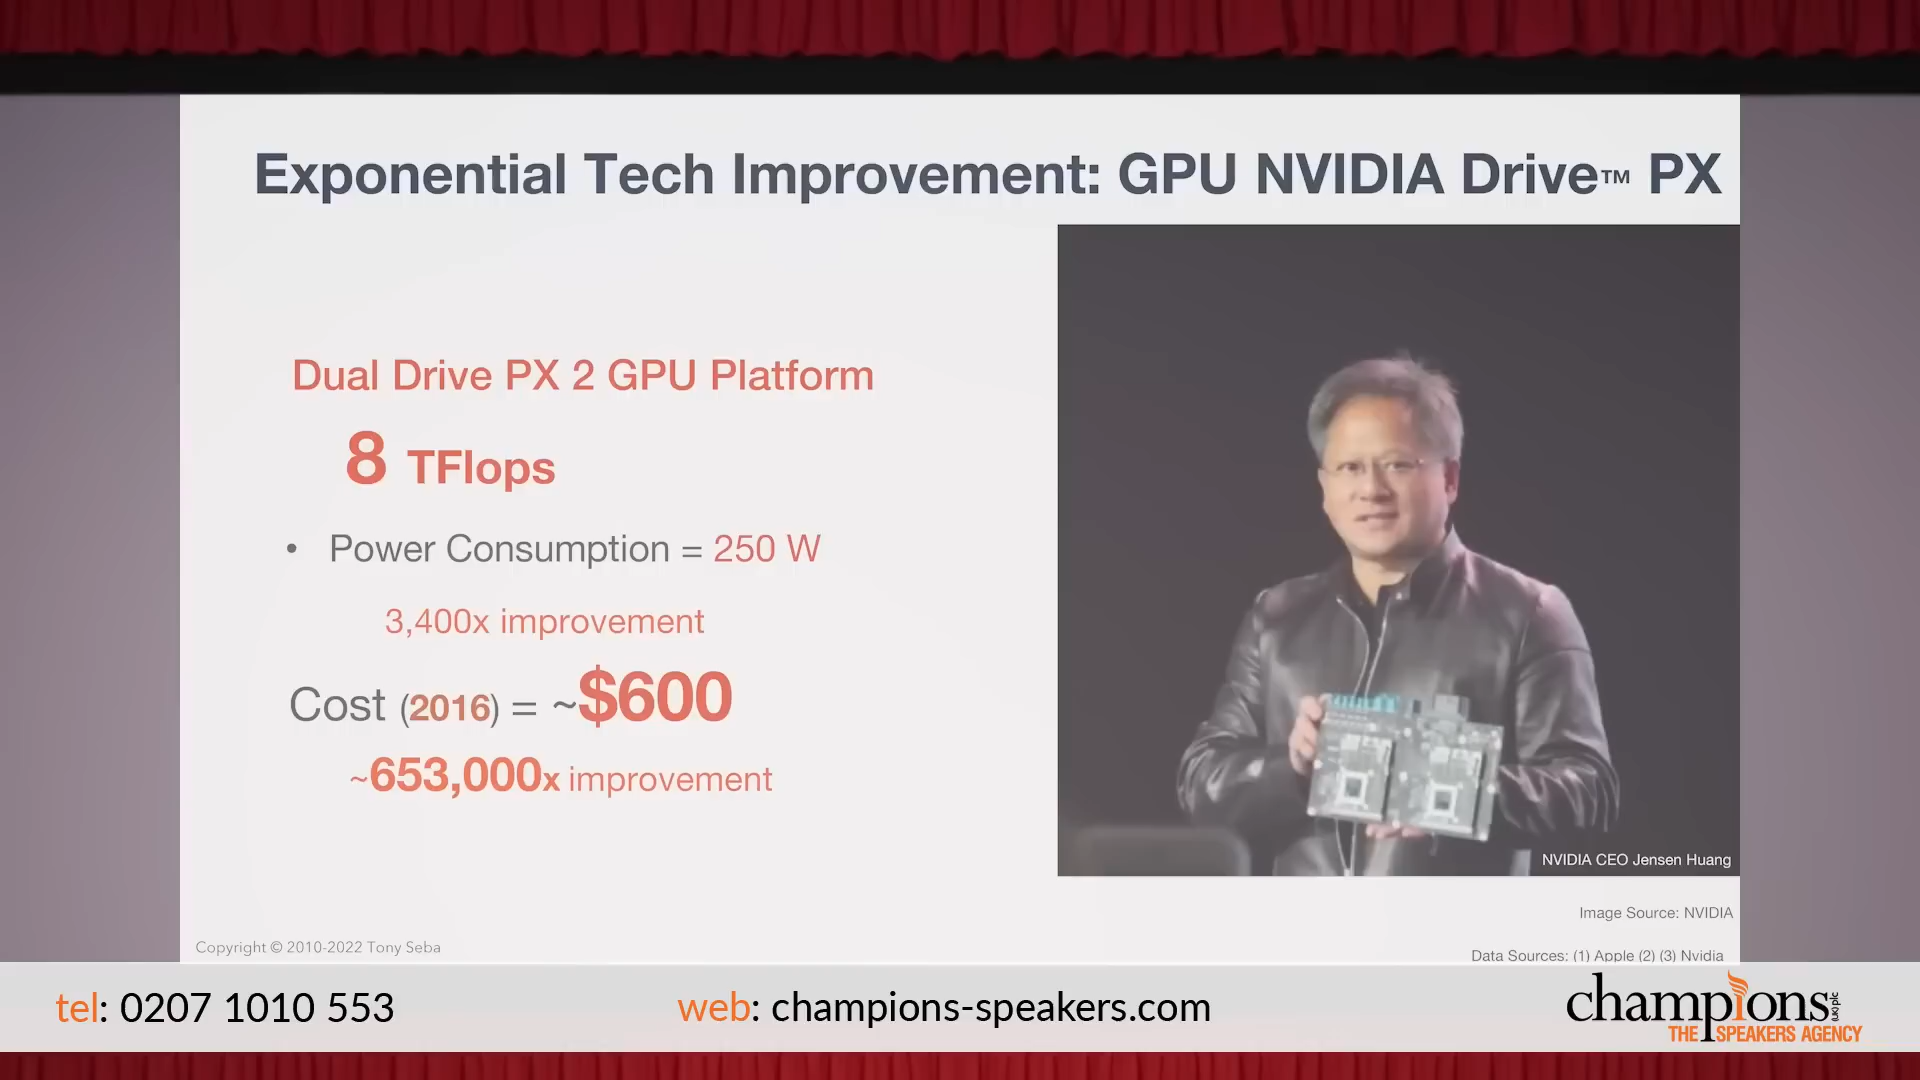 Exponential Tech Improvement: GPU NVIDIA Drive™ PX
Dual Drive PX 2 GPU Platform
8 TFlops
• Power Consumption = 250 W
3,400x improvement
Cost (2016) = ~$600
~653,000x improvement
NVIDIA CEO Jensen Huang
Image Source: NVIDIA
Copyright © 2010-2022 Tony Seba
Data Sources: (1) Apple (2) (3) Nvidia
tel: 0207 1010 553
web: champions-speakers.com
champions (UK) plc
THE SPEAKERS AGENCY